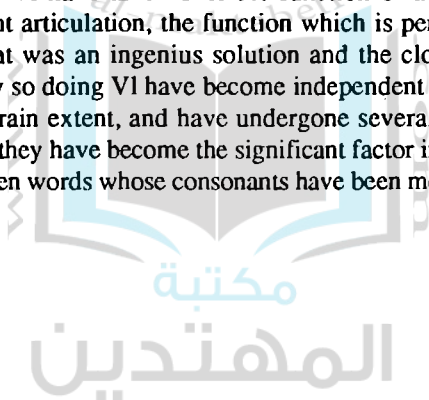 nt articulation, the function which is per
at was an ingenius solution and the clo
y so doing V1 have become independent
rain extent, and have undergone severa
they have become the significant factor i
en words whose consonants have been m
مكتبة
المهتدين